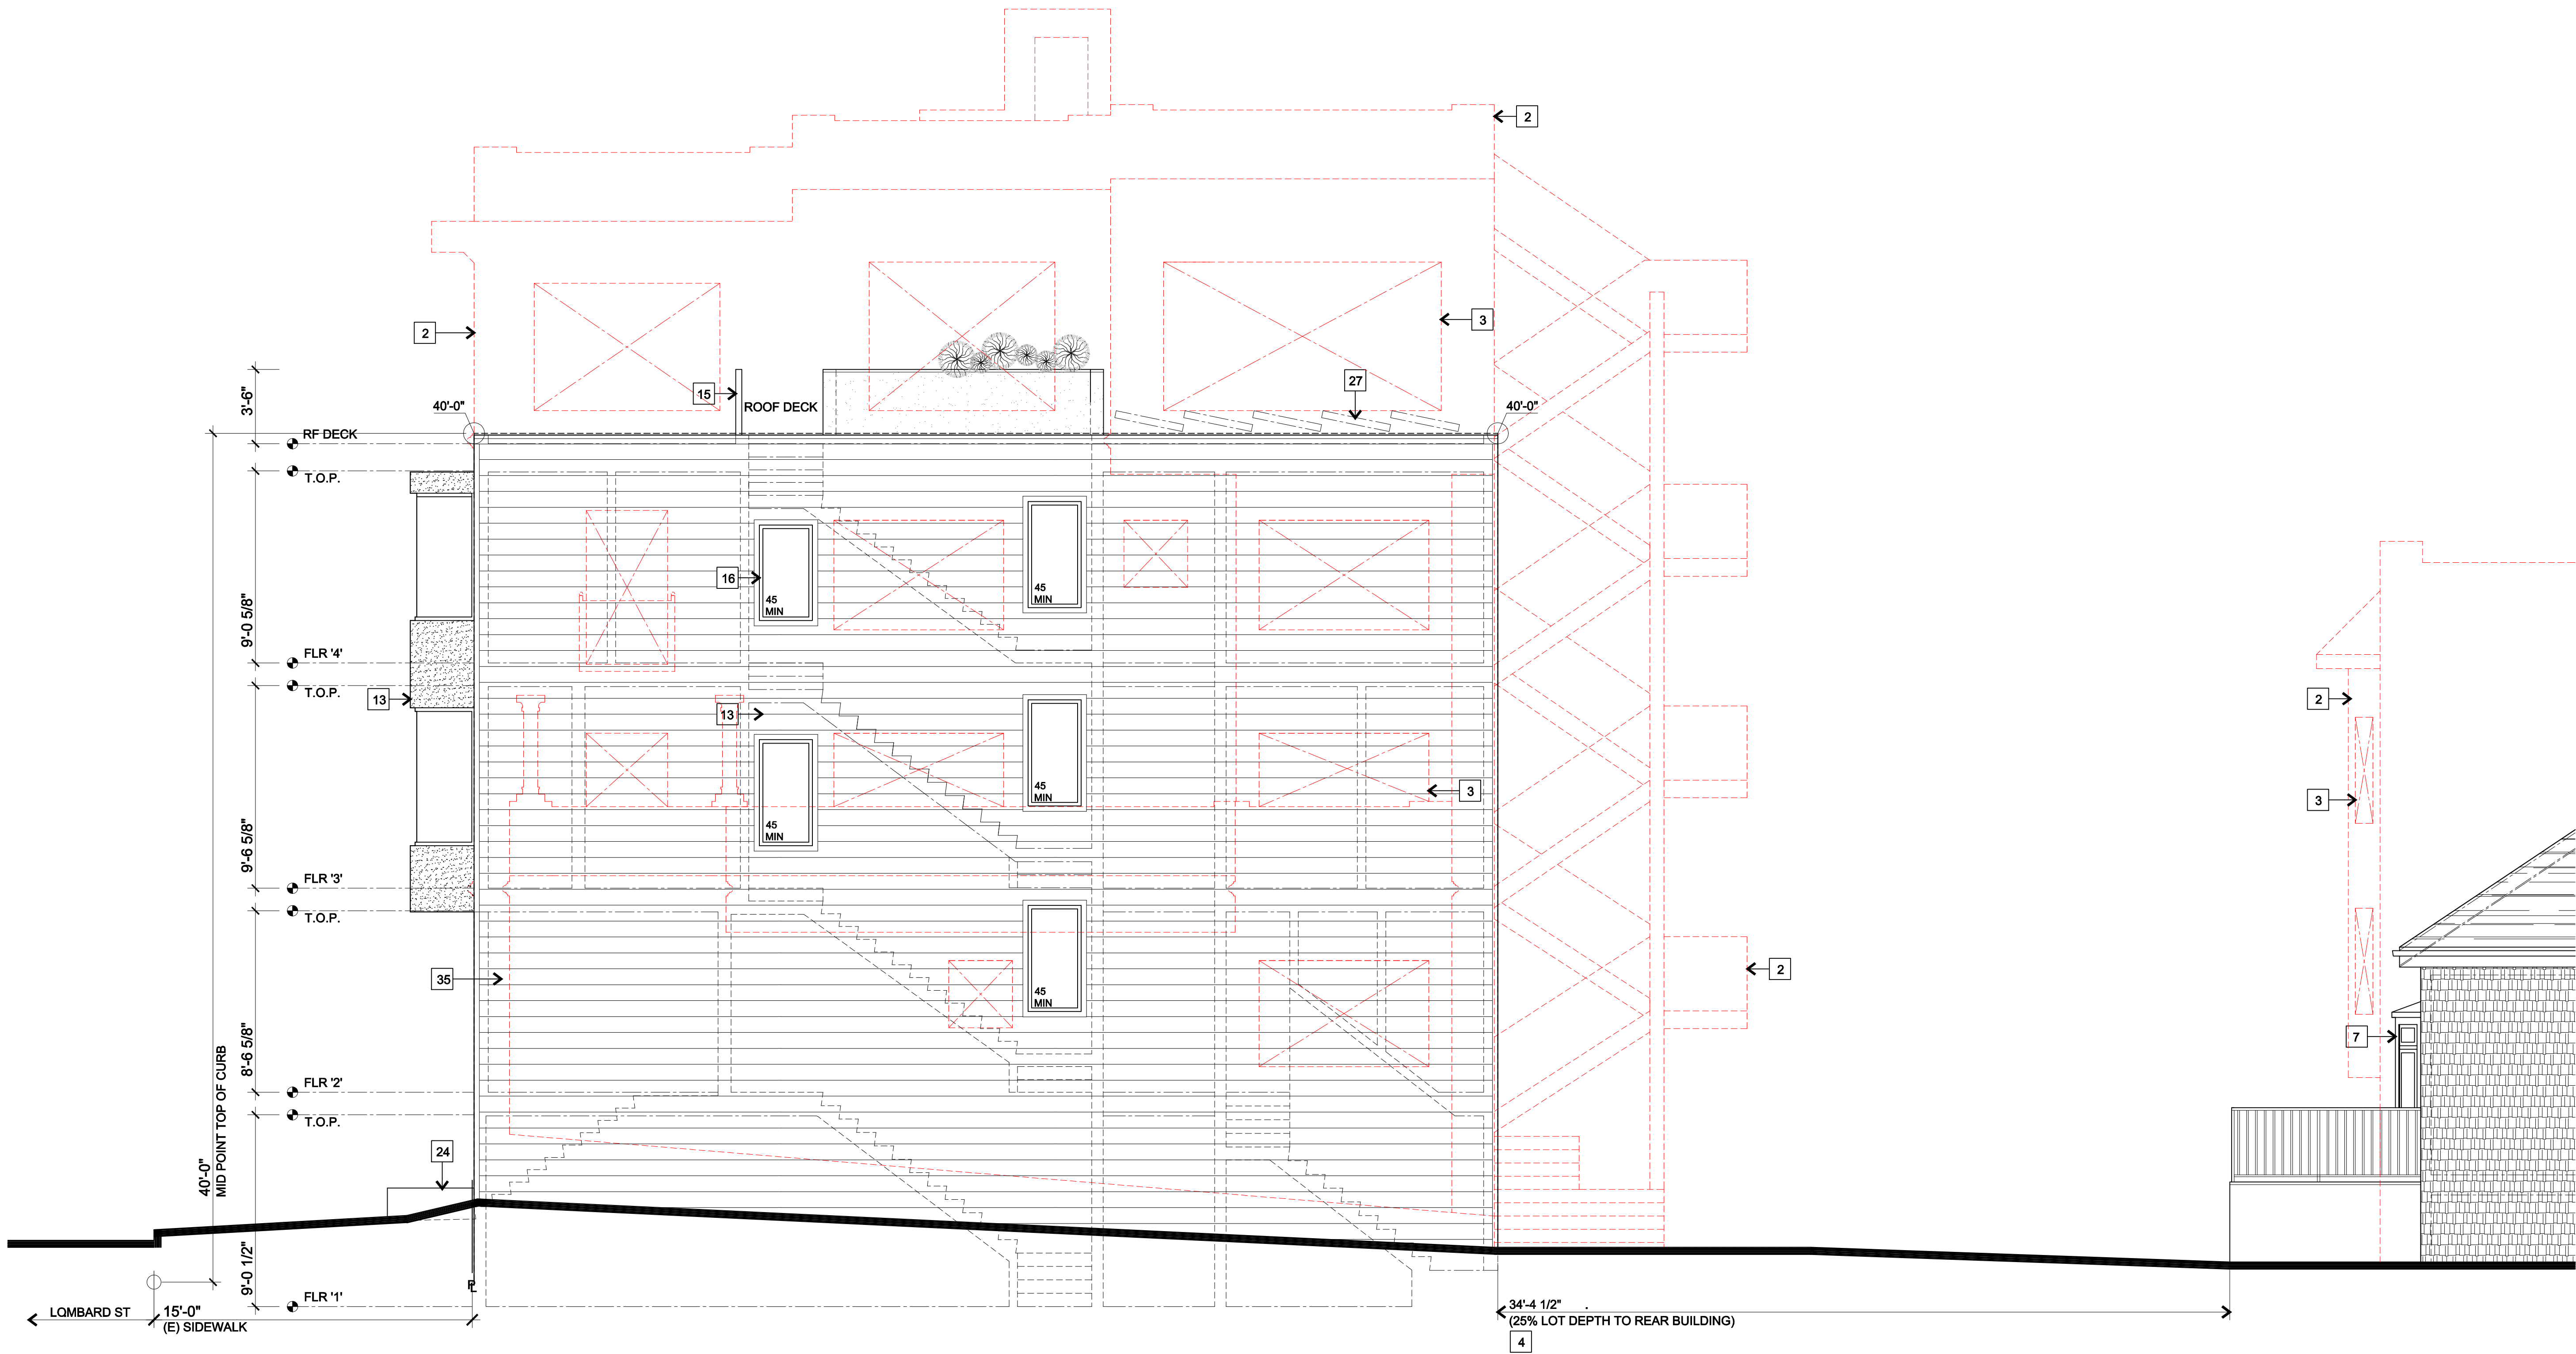 2
2
3
27
15
ROOF DECK
3'-6"
40'-0"
40'-0"
RF DECK
T.O.P.
16
45
MIN
45
MIN
9'-0 5/8"
FLR '4'
T.O.P.
13
13
2
3
3
45
MIN
45
MIN
9'-6 5/8"
FLR '3'
T.O.P.
35
2
45
MIN
7
8'-6 5/8"
FLR '2'
T.O.P.
40'-0"
MID POINT TOP OF CURB
24
9'-0 1/2"
FLR '1'
PL
LOMBARD ST
15'-0"
(E) SIDEWALK
34'-4 1/2"
(25% LOT DEPTH TO REAR BUILDING)
4